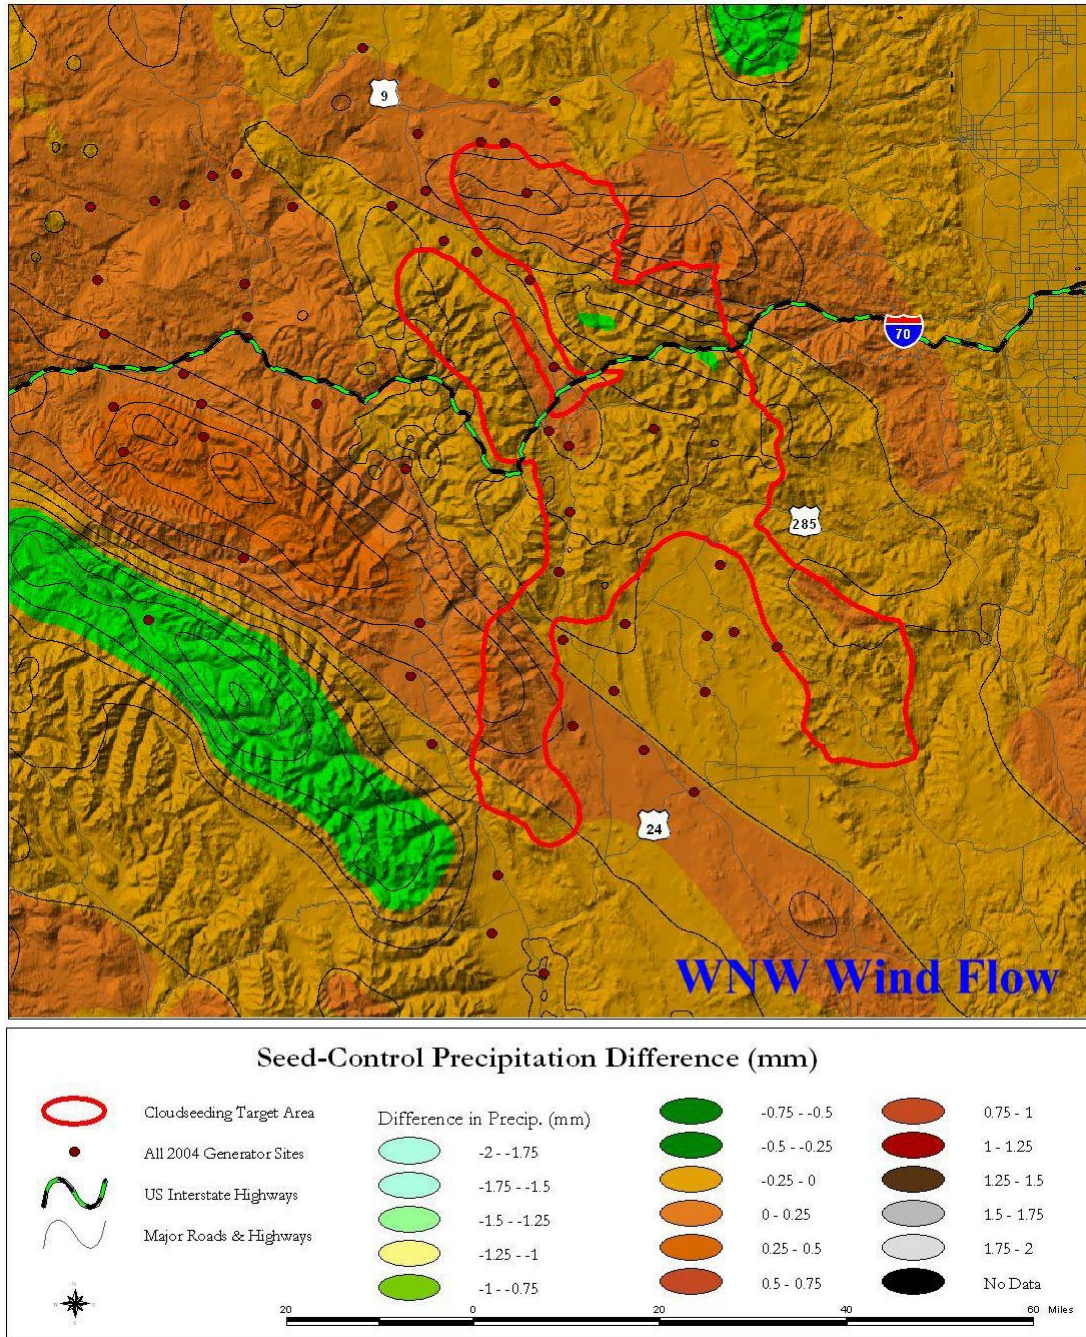 9
70
285
24
WNW Wind Flow
Seed-Control Precipitation Difference (mm)
Cloudseeding Target Area
All 2004 Generator Sites
US Interstate Highways
Major Roads & Highways
Difference in Precip. (mm)
-2 - -1.75
-1.75 - -1.5
-1.5 - -1.25
-1.25 - -1
-1 - -0.75
-0.75 - -0.5
-0.5 - -0.25
-0.25 - 0
0 - 0.25
0.25 - 0.5
0.5 - 0.75
0.75 - 1
1 - 1.25
1.25 - 1.5
1.5 - 1.75
1.75 - 2
No Data
20 0 20 40 60 Miles